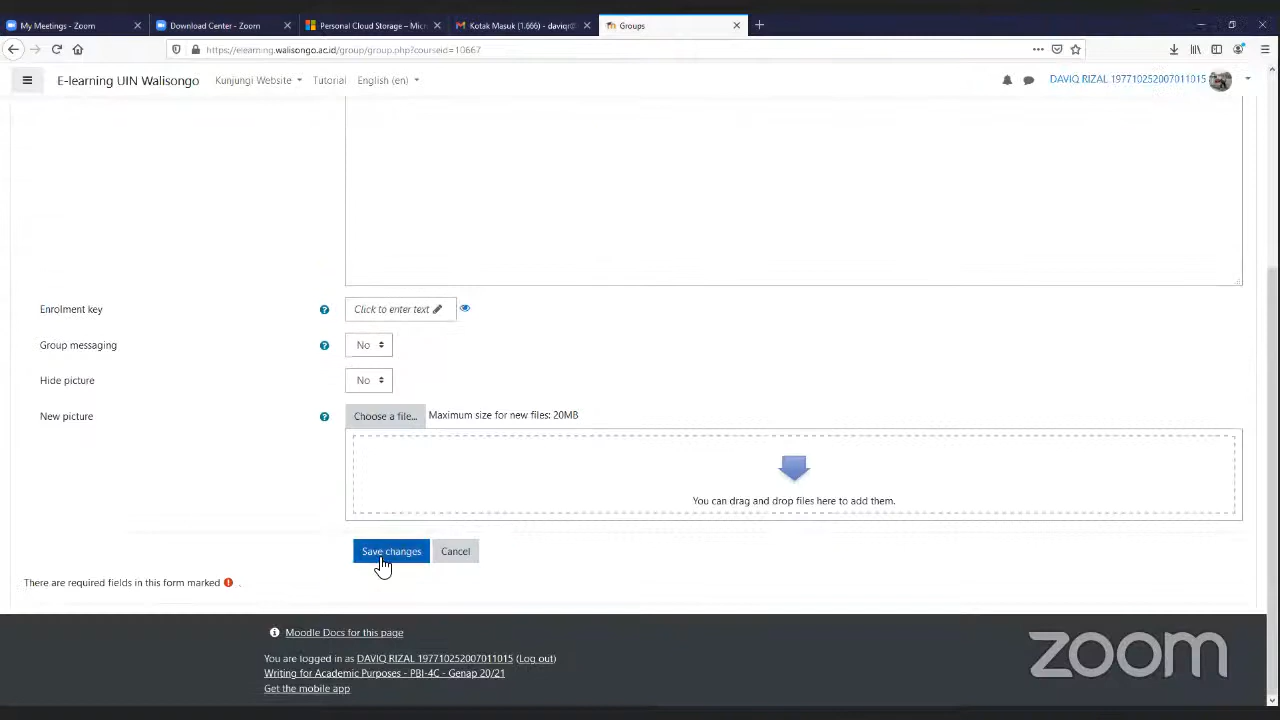 My Meetings - Zoom
Download Center - Zoom
Personal Cloud Storage – Micr
Kotak Masuk (1.666) - daviqr@
Groups
https://elearning.walisongo.ac.id/group/group.php?courseid=10667
E-learning UIN Walisongo
Kunjungi Website
Tutorial
English (en)
DAVIQ RIZAL 197710252007011015
Enrolment key
Click to enter text
Group messaging
No
Hide picture
No
New picture
Choose a file...
Maximum size for new files: 20MB
You can drag and drop files here to add them.
Save changes
Cancel
There are required fields in this form marked .
Moodle Docs for this page
You are logged in as DAVIQ RIZAL 197710252007011015 (Log out)
Writing for Academic Purposes - PBI-4C - Genap 20/21
Get the mobile app
zoom